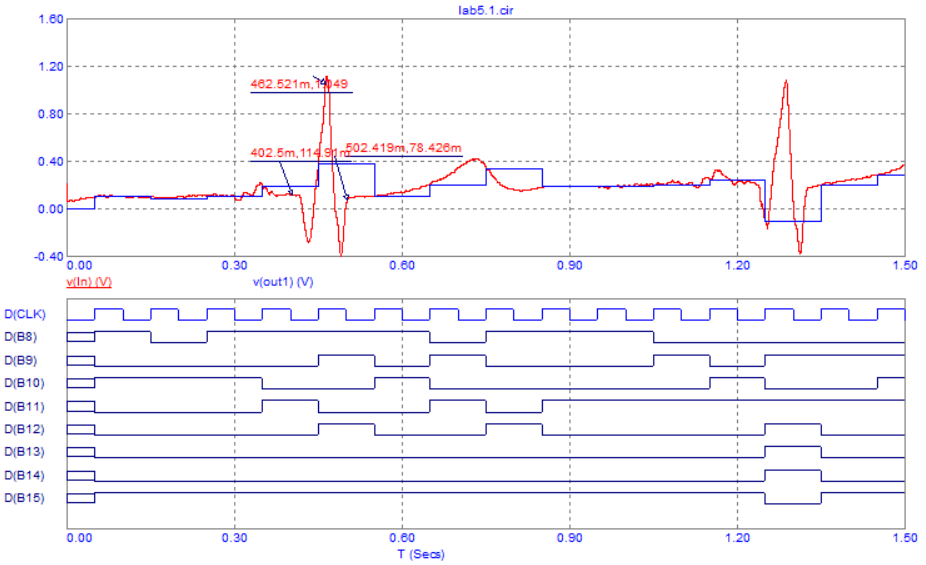 lab5.1.cir
1.60
1.20
0.80
0.40
0.00
-0.40
462.521m,1.049
402.5m,114.91m
502.419m,78.426m
0.00 0.30 0.60 0.90 1.20 1.50
v(In) (V) v(out1) (V)
D(CLK)
D(B8)
D(B9)
D(B10)
D(B11)
D(B12)
D(B13)
D(B14)
D(B15)
0.00 0.30 0.60 0.90 1.20 1.50
T (Secs)